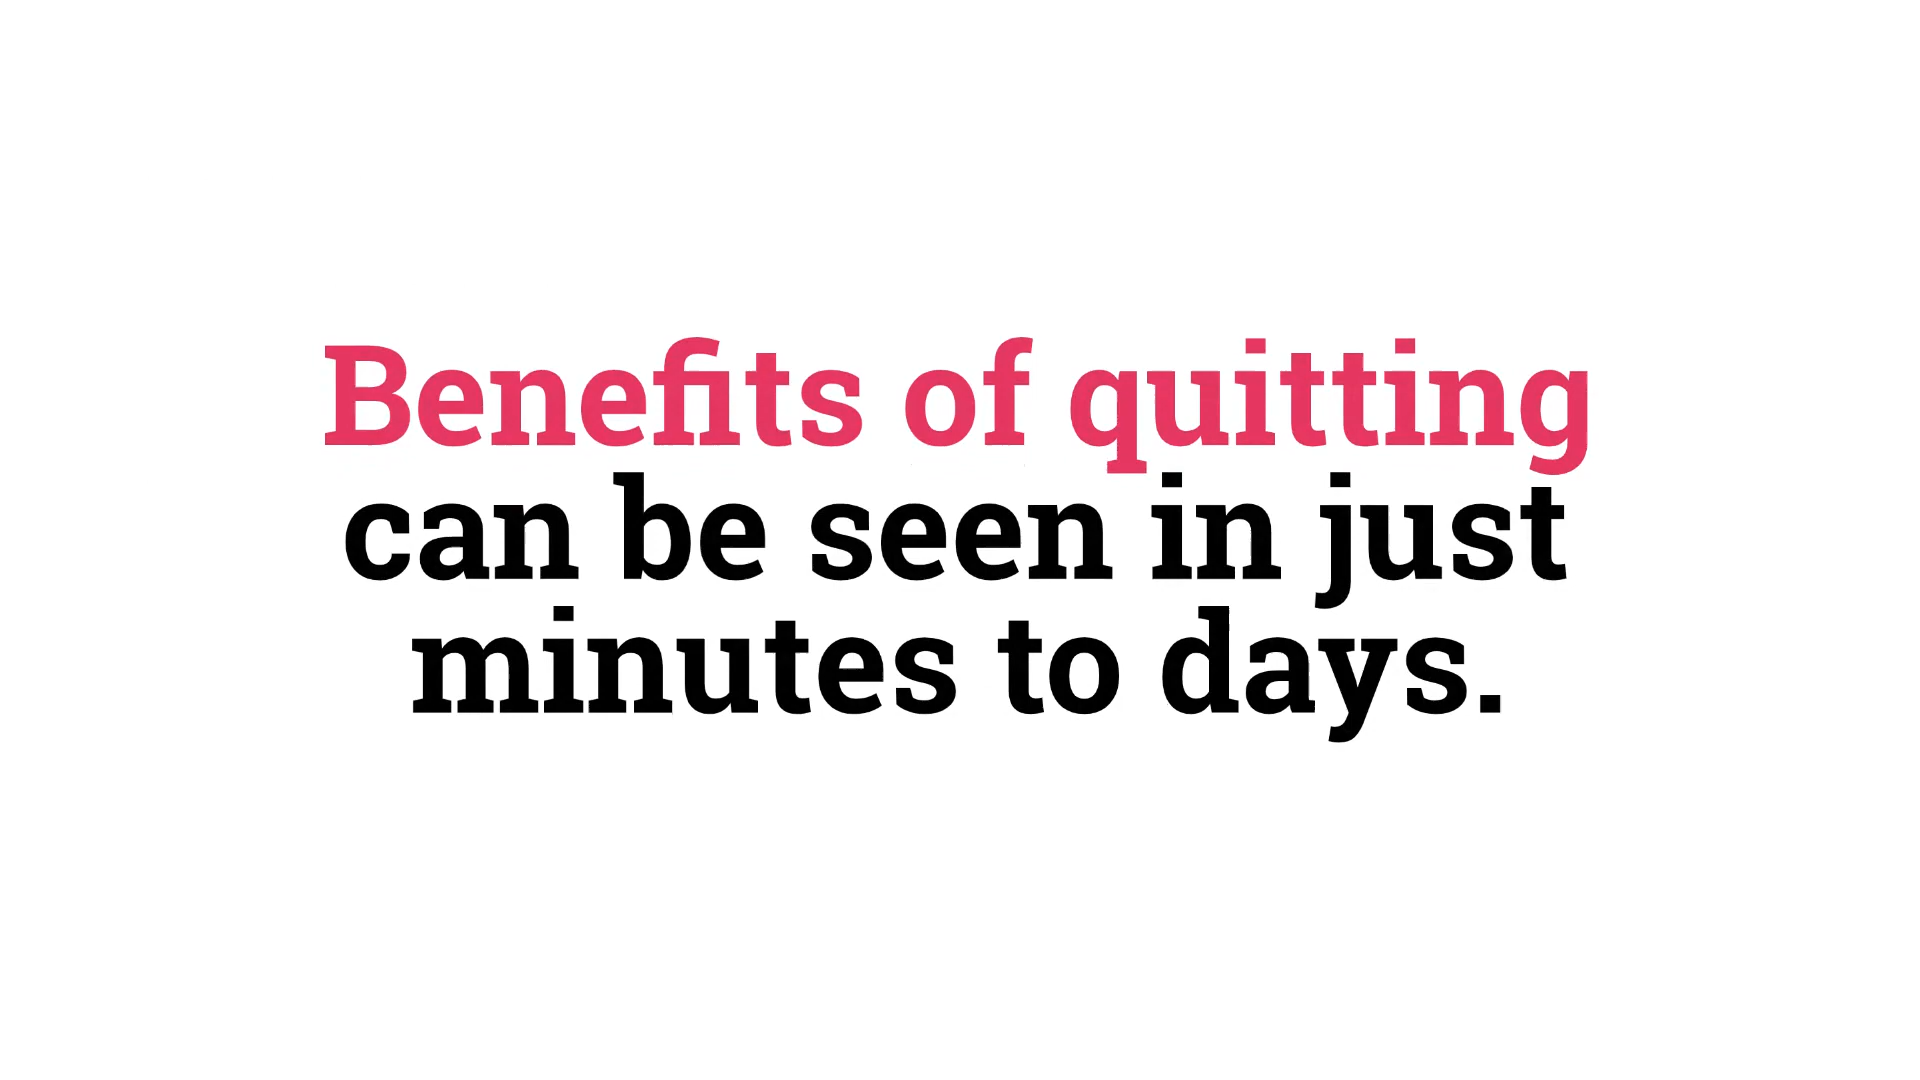 Benefits of quitting
can be seen in just
minutes to days.